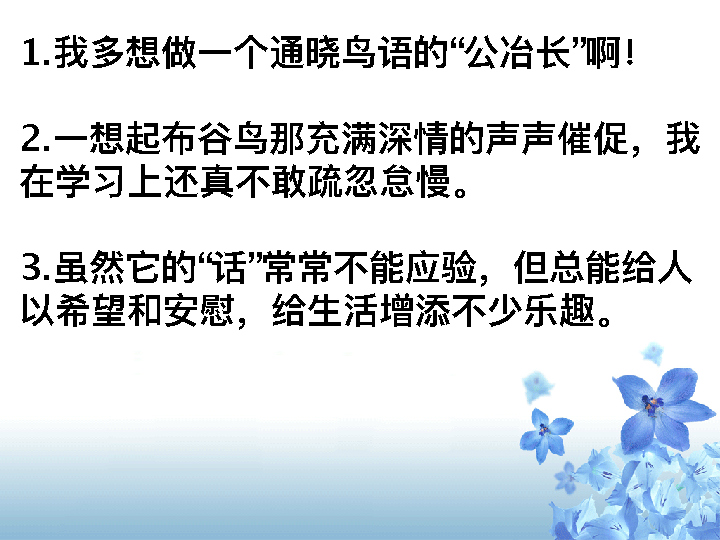 1.我多想做一个通晓鸟语的“公冶长”啊！
2.一想起布谷鸟那充满深情的声声催促，我
在学习上还真不敢疏忽怠慢。
3.虽然它的“话”常常不能应验，但总能给人
以希望和安慰，给生活增添不少乐趣。